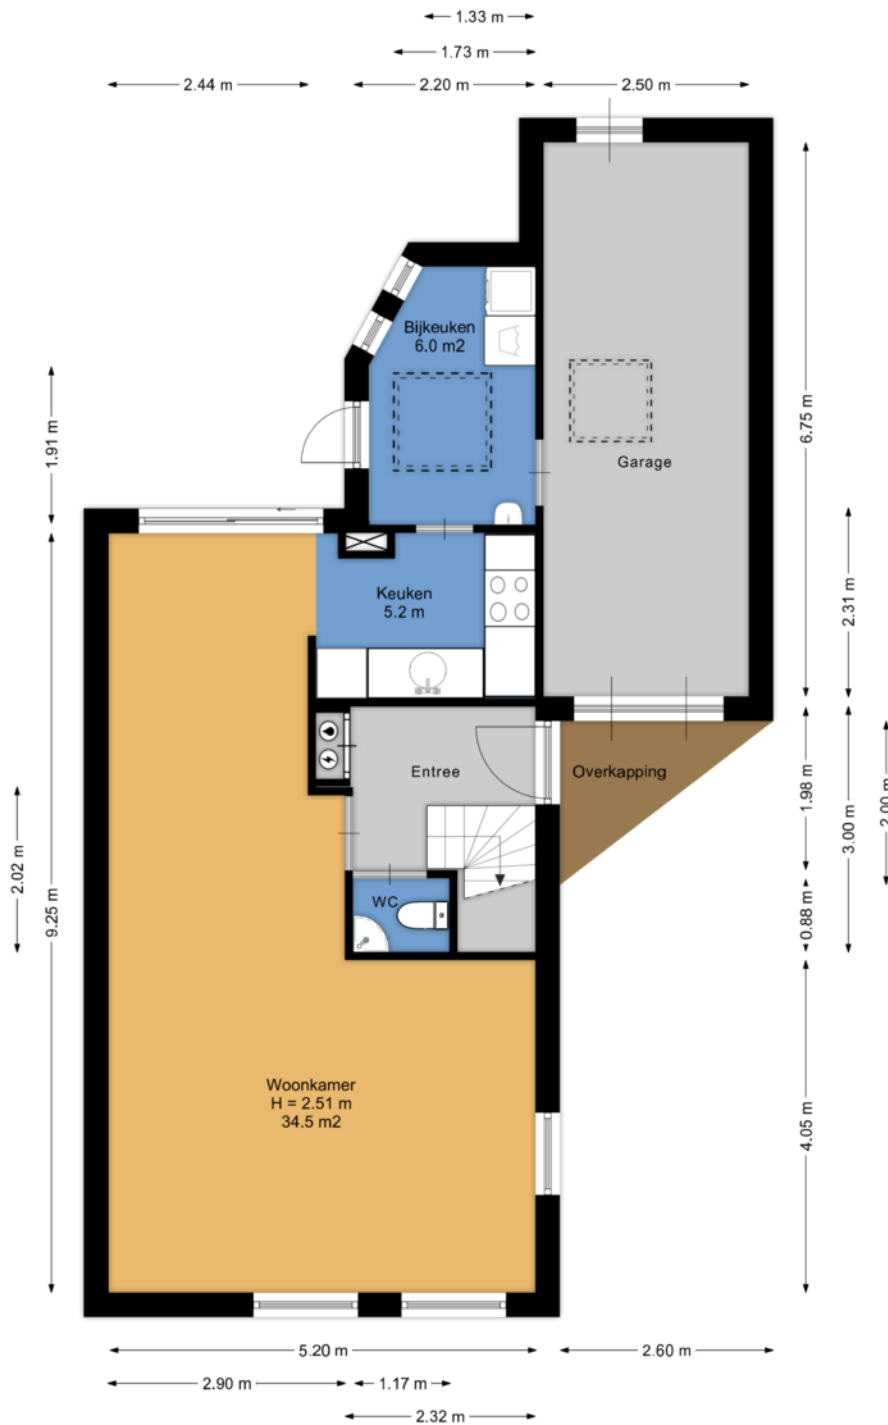 1.33 m
1.73 m
2.44 m
2.20 m
2.50 m
Bijkeuken
6.0 m2
1.91 m
6.75 m
Garage
Keuken
5.2 m
2.31 m
Entree
Overkapping
1.98 m
2.00 m
3.00 m
2.02 m
WC
0.88 m
9.25 m
Woonkamer
H = 2.51 m
34.5 m2
4.05 m
5.20 m
2.60 m
2.90 m
1.17 m
2.32 m